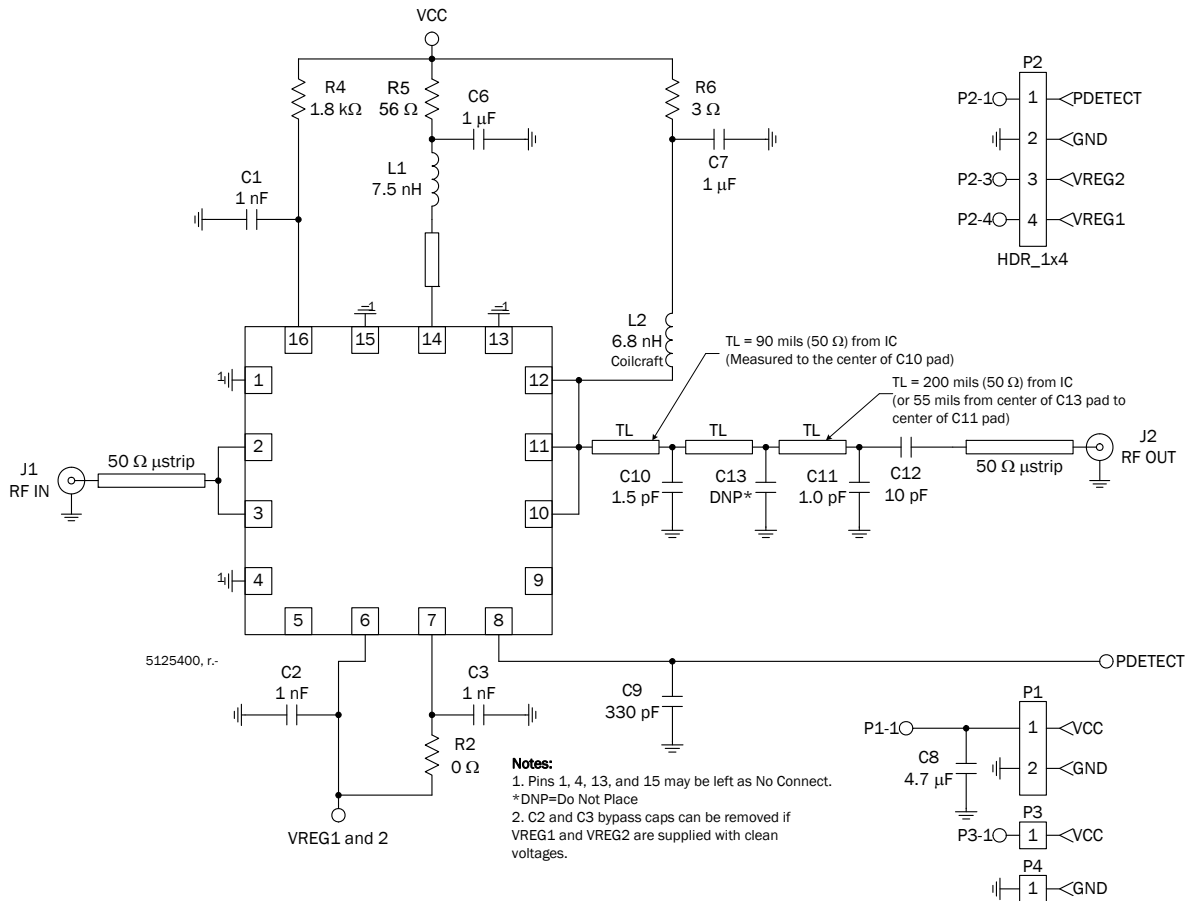 VCC
P2
R4
1.8 kΩ
R5
56 Ω
C6
1 µF
R6
3 Ω
C7
1 µF
P2-1
1
PDETECT
2
GND
P2-3
3
VREG2
P2-4
4
VREG1
HDR_1x4
L1
7.5 nH
C1
1 nF
1
1
16
15
14
13
L2
6.8 nH
Coilcraft
TL = 90 mils (50 Ω) from IC
(Measured to the center of C10 pad)
TL = 200 mils (50 Ω) from IC
(or 55 mils from center of C13 pad to
center of C11 pad)
1
1
12
J1
RF IN
50 Ω µstrip
2
11
TL
TL
TL
C10
1.5 pF
C13
DNP*
C11
1.0 pF
C12
10 pF
50 Ω µstrip
J2
RF OUT
3
10
1
4
9
5
6
7
8
5125400, r.-
C2
1 nF
C3
1 nF
R2
0 Ω
C9
330 pF
PDETECT
VREG1 and 2
Notes:
1. Pins 1, 4, 13, and 15 may be left as No Connect.
*DNP=Do Not Place
2. C2 and C3 bypass caps can be removed if
VREG1 and VREG2 are supplied with clean
voltages.
P1
P1-1
1
VCC
C8
4.7 µF
2
GND
P3
P3-1
1
VCC
P4
1
GND